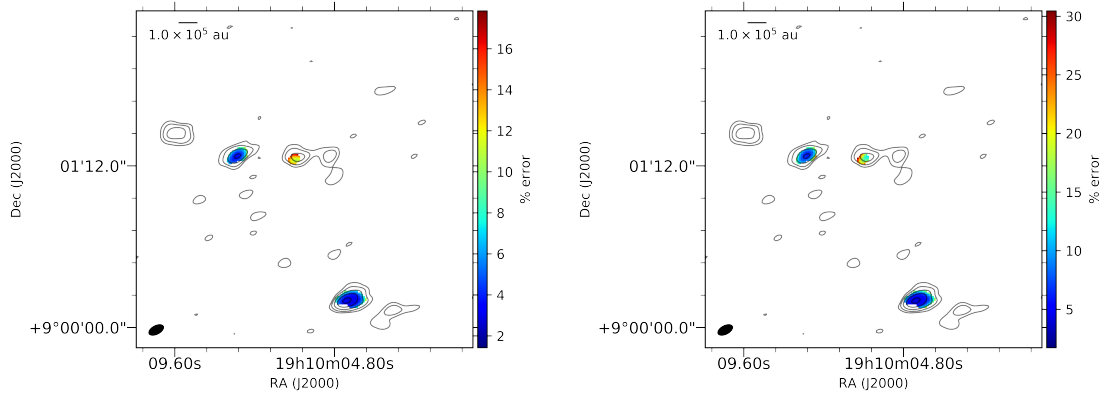 1.0 × 10⁵ au
Dec (J2000)
01'12.0"
+9°00'00.0"
09.60s
19h10m04.80s
RA (J2000)
16
14
12
10
8
6
4
2
% error
1.0 × 10⁵ au
Dec (J2000)
01'12.0"
+9°00'00.0"
09.60s
19h10m04.80s
RA (J2000)
30
25
20
15
10
5
% error